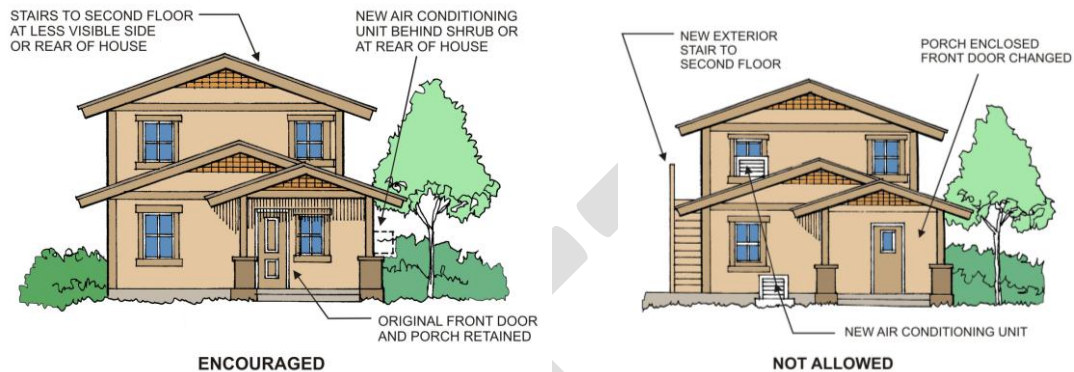 STAIRS TO SECOND FLOOR
AT LESS VISIBLE SIDE
OR REAR OF HOUSE
NEW AIR CONDITIONING
UNIT BEHIND SHRUB OR
AT REAR OF HOUSE
ORIGINAL FRONT DOOR
AND PORCH RETAINED
ENCOURAGED
NEW EXTERIOR
STAIR TO
SECOND FLOOR
PORCH ENCLOSED
FRONT DOOR CHANGED
NEW AIR CONDITIONING UNIT
NOT ALLOWED